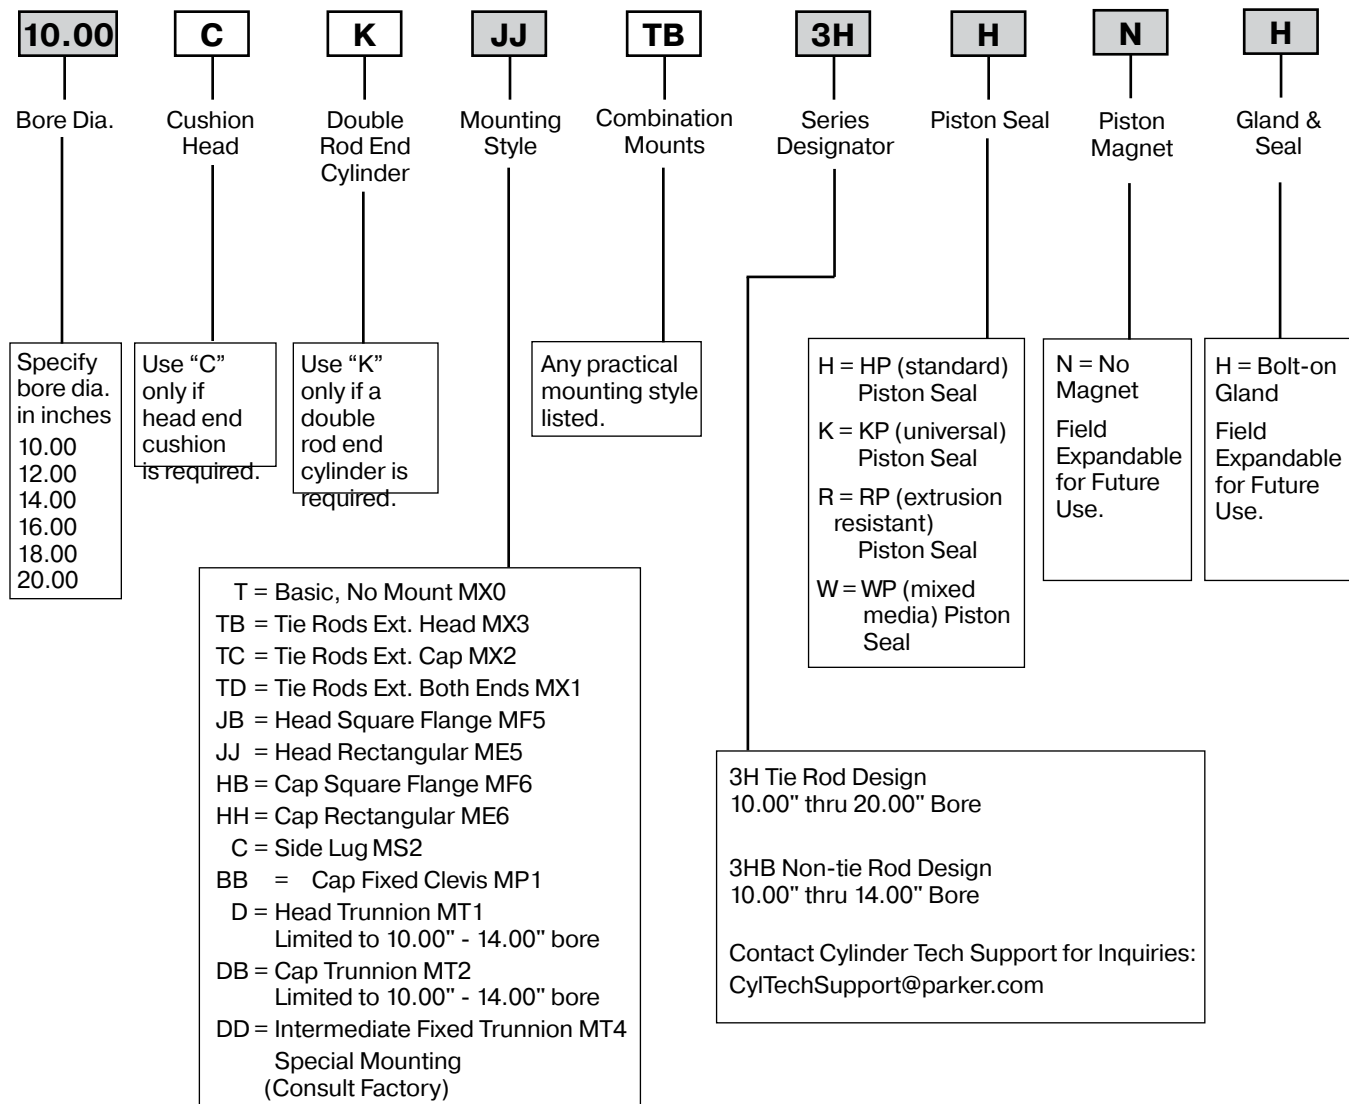 10.00 C K JJ TB 3H H N H
Bore Dia.
Cushion
Head
Double
Rod End
Cylinder
Mounting
Style
Combination
Mounts
Series
Designator
Piston Seal
Piston
Magnet
Gland &
Seal
Specify
bore dia.
in inches
10.00
12.00
14.00
16.00
18.00
20.00
Use “C”
only if
head end
cushion
is required.
Use “K”
only if a
double
rod end
cylinder is
required.
Any practical
mounting style
listed.
H = HP (standard)
Piston Seal
K = KP (universal)
Piston Seal
R = RP (extrusion
resistant)
Piston Seal
W = WP (mixed
media) Piston
Seal
N = No
Magnet
Field
Expandable
for Future
Use.
H = Bolt-on
Gland
Field
Expandable
for Future
Use.
T = Basic, No Mount MX0
TB = Tie Rods Ext. Head MX3
TC = Tie Rods Ext. Cap MX2
TD = Tie Rods Ext. Both Ends MX1
JB = Head Square Flange MF5
JJ = Head Rectangular ME5
HB = Cap Square Flange MF6
HH = Cap Rectangular ME6
C = Side Lug MS2
BB = Cap Fixed Clevis MP1
D = Head Trunnion MT1
Limited to 10.00" - 14.00" bore
DB = Cap Trunnion MT2
Limited to 10.00" - 14.00" bore
DD = Intermediate Fixed Trunnion MT4
Special Mounting
(Consult Factory)
3H Tie Rod Design
10.00" thru 20.00" Bore
3HB Non-tie Rod Design
10.00" thru 14.00" Bore
Contact Cylinder Tech Support for Inquiries:
CylTechSupport@parker.com